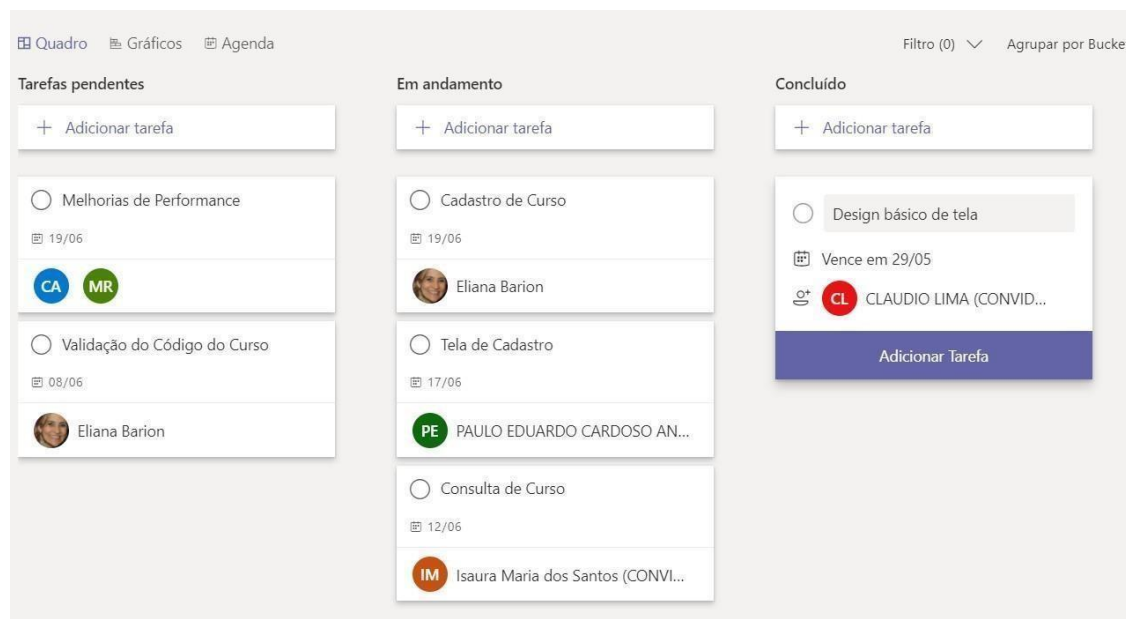 Quadro Gráficos Agenda
Filtro (0) Agrupar por Bucke
Tarefas pendentes
Adicionar tarefa
Melhorias de Performance
19/06
CA MR
Validação do Código do Curso
08/06
Eliana Barion
Em andamento
Adicionar tarefa
Cadastro de Curso
19/06
Eliana Barion
Tela de Cadastro
17/06
PE PAULO EDUARDO CARDOSO AN...
Consulta de Curso
12/06
IM Isaura Maria dos Santos (CONVI...
Concluído
Adicionar tarefa
Design básico de tela
Vence em 29/05
CL CLAUDIO LIMA (CONVID...
Adicionar Tarefa